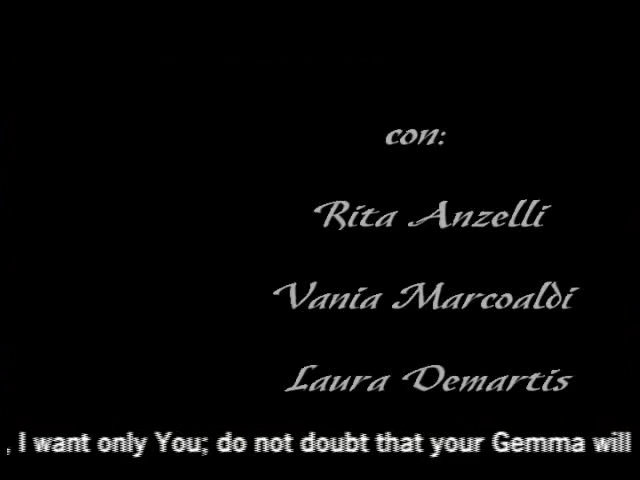 con:
Rita Anzelli
Vania Marcoaldi
Laura Demartis
, I want only You; do not doubt that your Gemma will